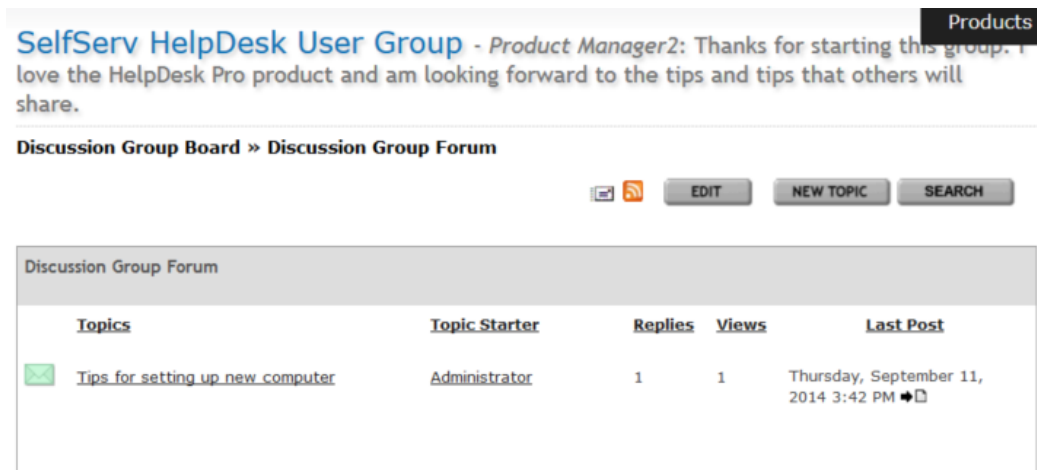 Products
SelfServ HelpDesk User Group - Product Manager2: Thanks for starting this group. I
love the HelpDesk Pro product and am looking forward to the tips and tips that others will
share.
Discussion Group Board » Discussion Group Forum
EDIT NEW TOPIC SEARCH
Discussion Group Forum
Topics Topic Starter Replies Views Last Post
Tips for setting up new computer Administrator 1 1 Thursday, September 11,
2014 3:42 PM